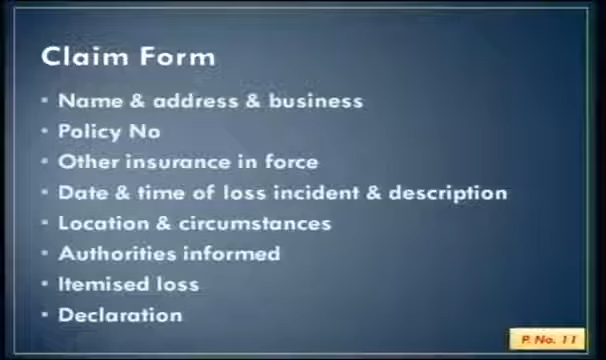 Claim Form
• Name & address & business
• Policy No
• Other insurance in force
• Date & time of loss incident & description
• Location & circumstances
• Authorities informed
• Itemised loss
• Declaration
P. No. 11